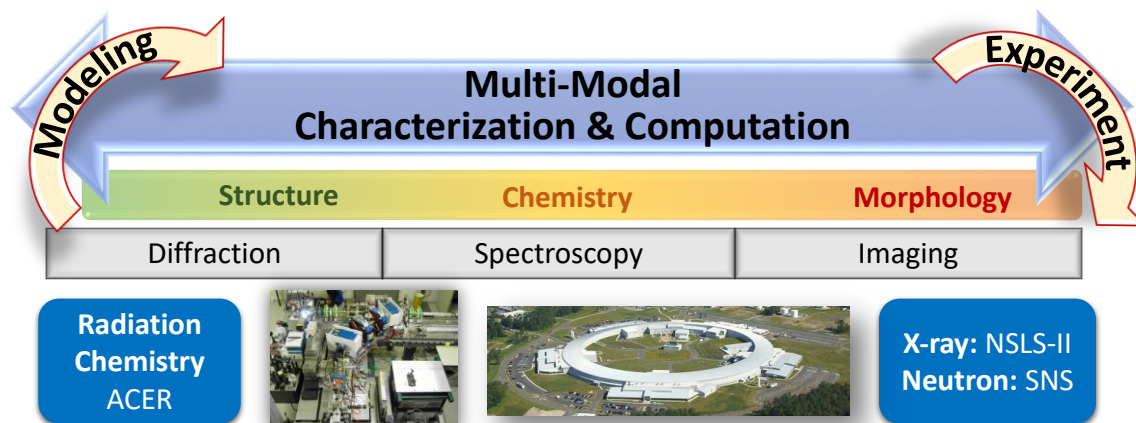 Modeling
Experiment
Multi-Modal
Characterization & Computation
Structure
Chemistry
Morphology
Diffraction
Spectroscopy
Imaging
Radiation
Chemistry
ACER
X-ray: NSLS-II
Neutron: SNS